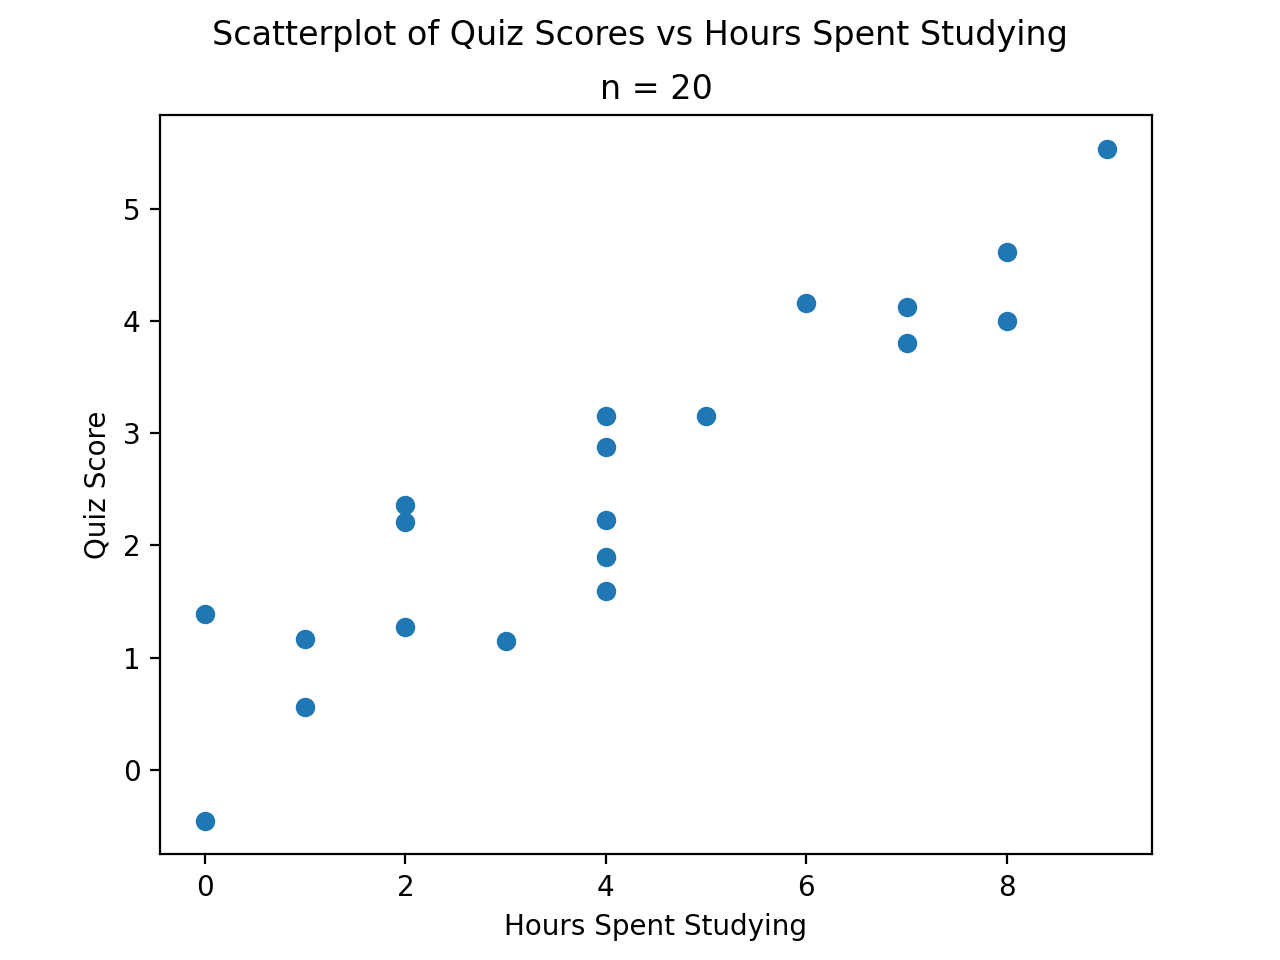 Scatterplot of Quiz Scores vs Hours Spent Studying
n = 20
5
4
3
2
1
0
Quiz Score
0 2 4 6 8
Hours Spent Studying